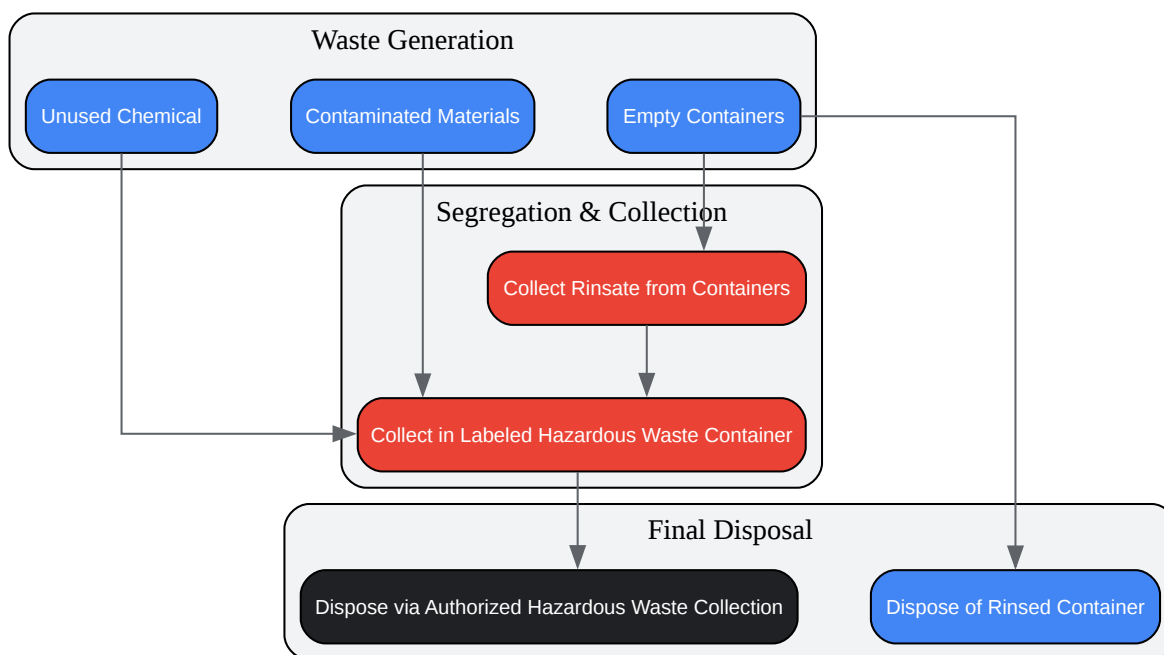 Waste Generation
Unused Chemical
Contaminated Materials
Empty Containers
Segregation & Collection
Collect Rinsate from Containers
Collect in Labeled Hazardous Waste Container
Final Disposal
Dispose via Authorized Hazardous Waste Collection
Dispose of Rinsed Container